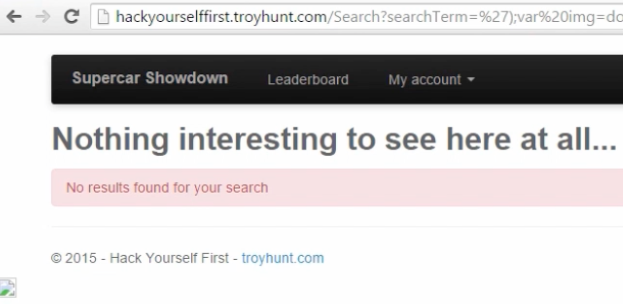 hackyourselffirst.troyhunt.com/Search?searchTerm=%27);var%20img=do
Supercar Showdown Leaderboard My account
Nothing interesting to see here at all...
No results found for your search
© 2015 - Hack Yourself First - troyhunt.com